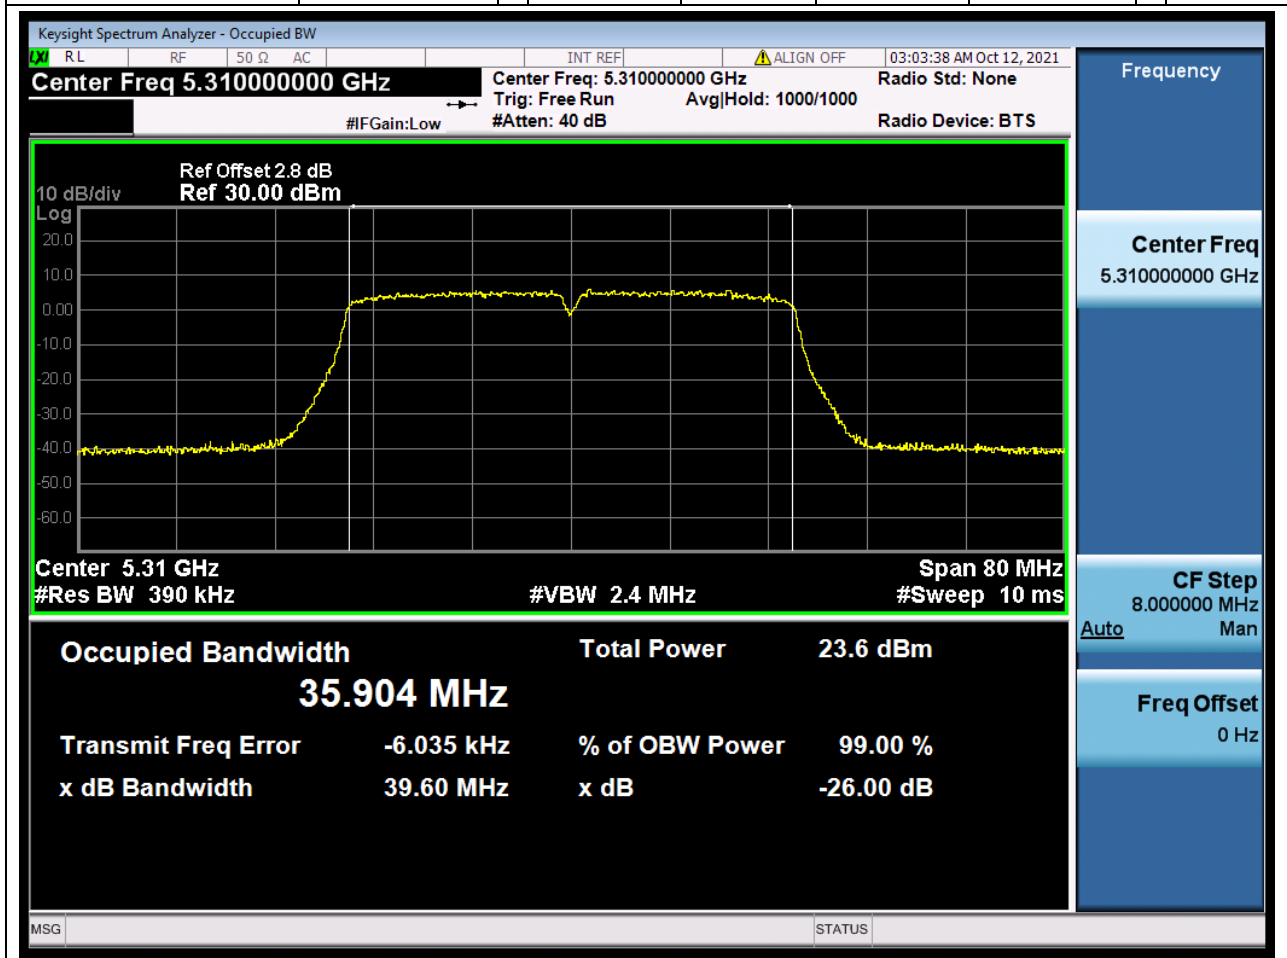 Keysight Spectrum Analyzer - Occupied BW
LXI RL RF 50 Ω AC INT REF ALIGN OFF 03:03:38 AM Oct 12, 2021
Center Freq 5.310000000 GHz
#IFGain:Low
Center Freq: 5.310000000 GHz
Trig: Free Run Avg|Hold: 1000/1000
#Atten: 40 dB
Radio Std: None
Radio Device: BTS
Ref Offset 2.8 dB
10 dB/div Ref 30.00 dBm
Log
20.0
10.0
0.00
-10.0
-20.0
-30.0
-40.0
-50.0
-60.0
Center 5.31 GHz Span 80 MHz
#Res BW 390 kHz #VBW 2.4 MHz #Sweep 10 ms
Occupied Bandwidth Total Power 23.6 dBm
35.904 MHz
Transmit Freq Error -6.035 kHz % of OBW Power 99.00 %
x dB Bandwidth 39.60 MHz x dB -26.00 dB
MSG STATUS
Frequency
Center Freq
5.310000000 GHz
CF Step
8.000000 MHz
Auto Man
Freq Offset
0 Hz